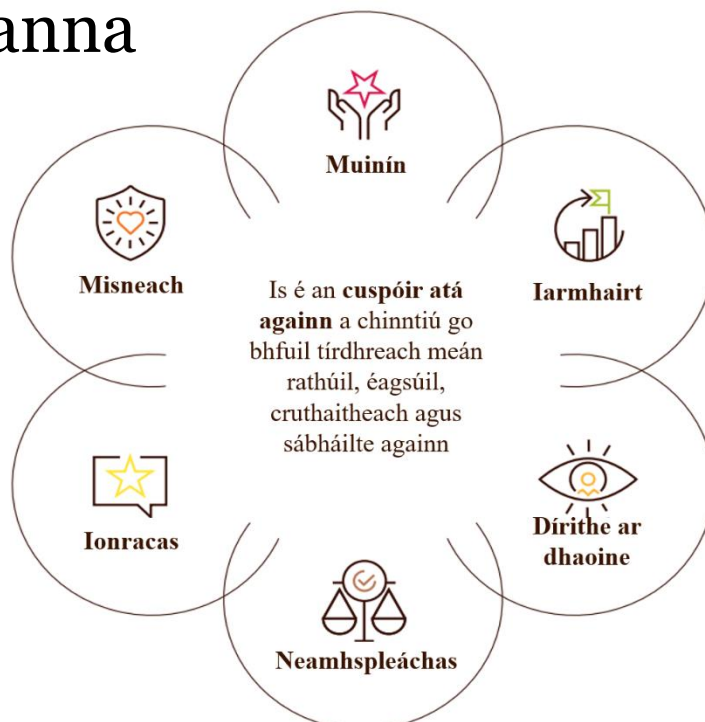 anna
Muinín
Misneach
Iarmhairt
Is é an cuspóir atá
againn a chinntiú go
bhfuil tírdhreach meán
rathúil, éagsúil,
cruthaitheach agus
sábháilte againn
Ionracas
Dírithe ar
dhaoine
Neamhspleáchas